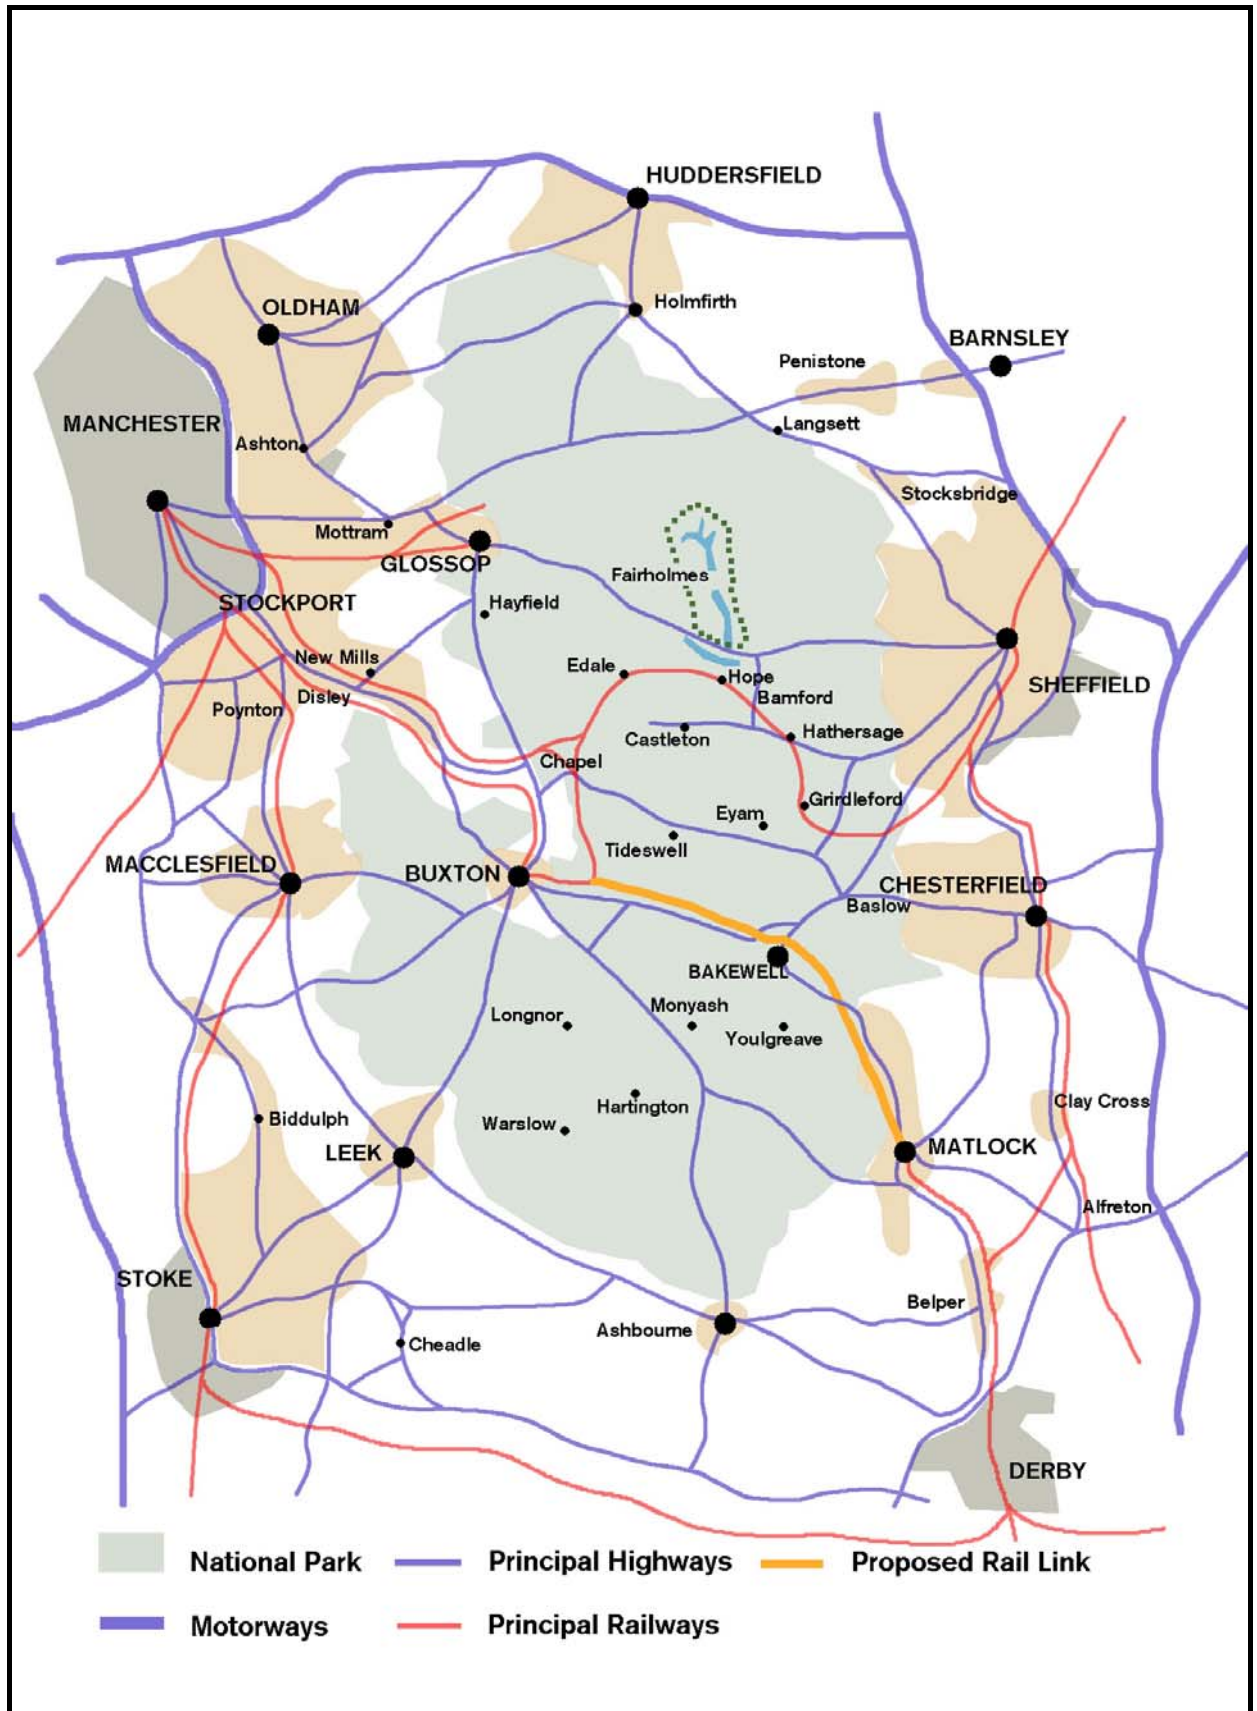 HUDDERSFIELD
Holmfirth
OLDHAM
BARNSLEY
Penistone
MANCHESTER
Langsett
Ashton
Stocksbridge
Mottram
GLOSSOP
Fairholmes
STOCKPORT
Hayfield
New Mills
Edale
Hope
SHEFFIELD
Disley
Bamford
Poynton
Castleton
Hathersage
Chapel
Grirdleford
Eyam
Tideswell
MACCLESFIELD
BUXTON
CHESTERFIELD
Baslow
BAKEWELL
Longnor
Monyash
Youlgreave
Hartington
Clay Cross
Biddulph
Warslow
LEEK
MATLOCK
Alfreton
STOKE
Belper
Ashbourne
Cheadle
DERBY
National Park
Principal Highways
Proposed Rail Link
Motorways
Principal Railways